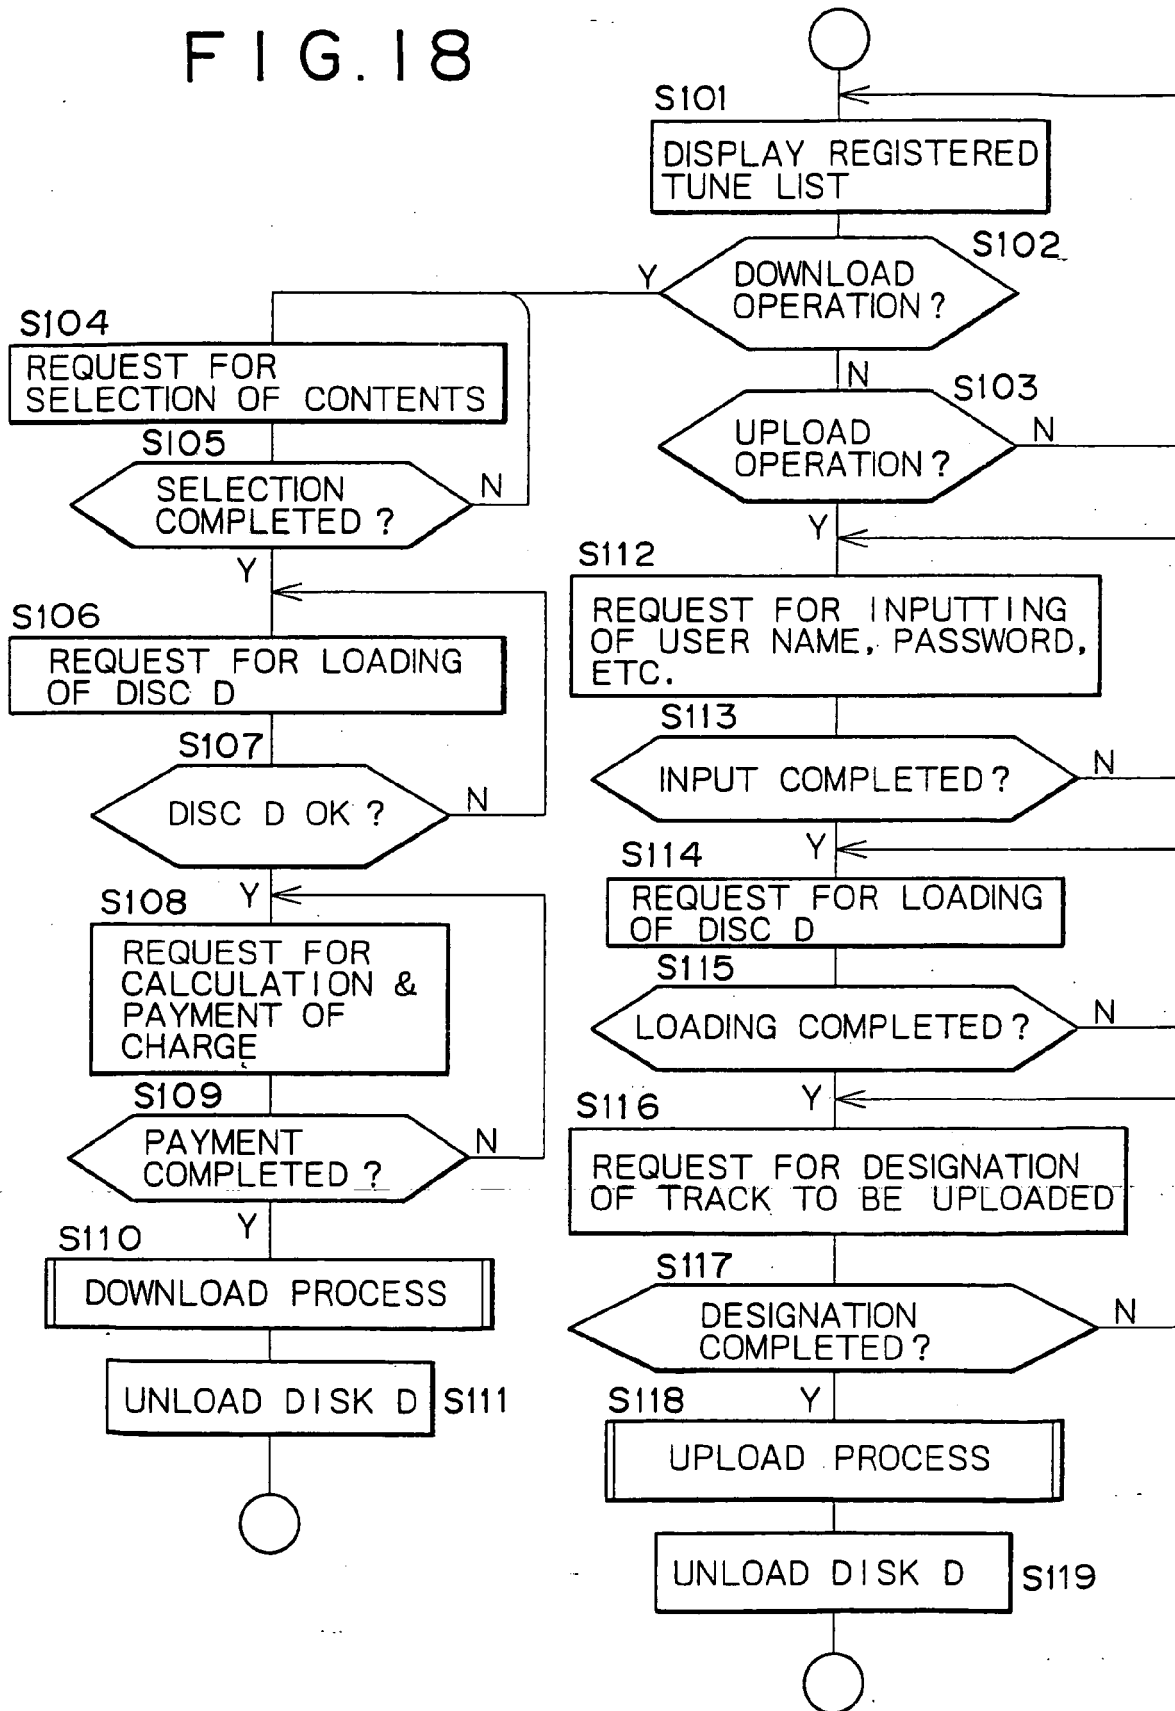 FIG.18
S101
DISPLAY REGISTERED
TUNE LIST
S102
DOWNLOAD
OPERATION?
Y
N
S103
UPLOAD
OPERATION?
N
Y
S104
REQUEST FOR
SELECTION OF CONTENTS
S105
SELECTION
COMPLETED?
N
Y
S106
REQUEST FOR LOADING
OF DISC D
S107
DISC D OK?
N
Y
S108
REQUEST FOR
CALCULATION &
PAYMENT OF
CHARGE
S109
PAYMENT
COMPLETED?
N
Y
S110
DOWNLOAD PROCESS
UNLOAD DISK D
S111
S112
REQUEST FOR INPUTTING
OF USER NAME, PASSWORD,
ETC.
S113
INPUT COMPLETED?
N
Y
S114
REQUEST FOR LOADING
OF DISC D
S115
LOADING COMPLETED?
N
Y
S116
REQUEST FOR DESIGNATION
OF TRACK TO BE UPLOADED
S117
DESIGNATION
COMPLETED?
N
Y
S118
UPLOAD PROCESS
UNLOAD DISK D
S119